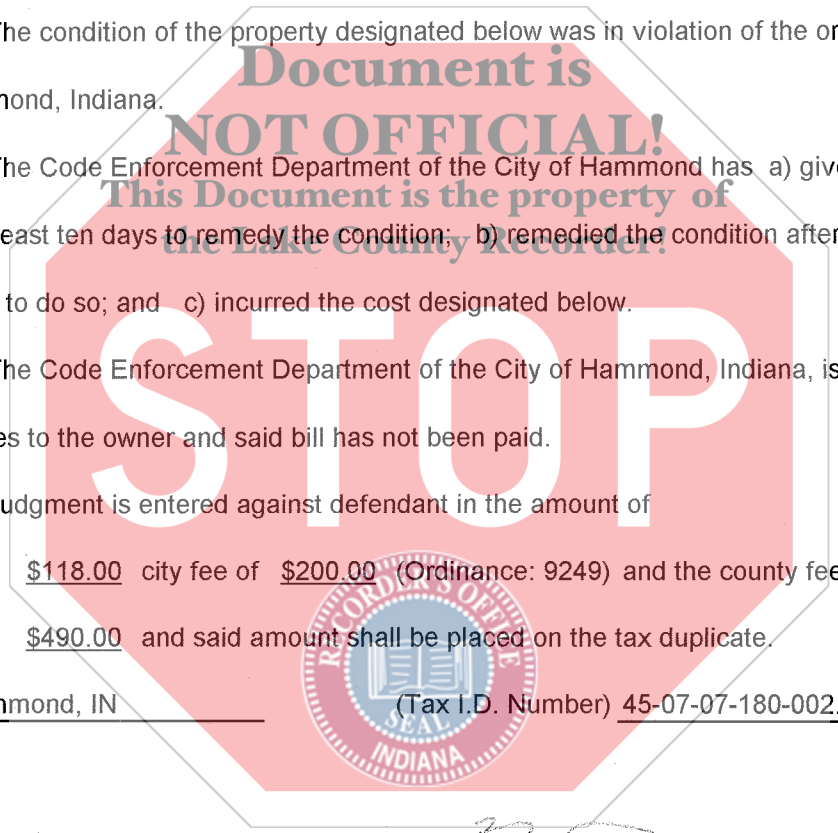 he condition of the property designated below was in violation of the or
Document is
mond, Indiana.
NOT OFFICIAL!
he Code Enforcement Department of the City of Hammond has a) giv
This Document is the property of
east ten days to remedy the Condition; b) remedied the condition after
the Lake County Recorder!
to do so; and c) incurred the cost designated below.
STOP
he Code Enforcement Department of the City of Hammond, Indiana, is
es to the owner and said bill has not been paid.
udgment is entered against defendant in the amount of
$118.00 city fee of $200.00 (Ordinance: 9249) and the county fee
RECORDER'S OFFICE
$490.00 and said amount shall be placed on the tax duplicate.
mmond, IN (Tax I.D. Number) 45-07-07-180-002.
SEAL
INDIANA